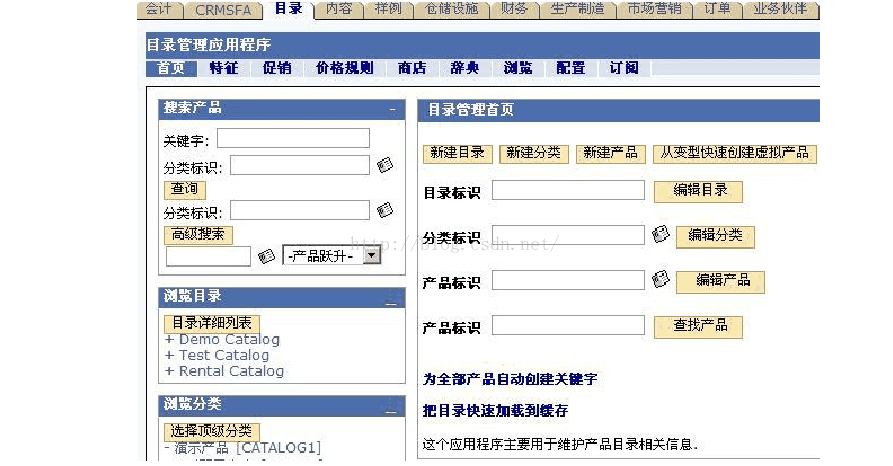 会计 CRMSFA 目录 内容 样例 仓储设施 财务 生产制造 市场营销 订单 业务伙伴
目录管理应用程序
首页 特征 促销 价格规则 商店 辞典 浏览 配置 订阅
搜索产品
关键字:
分类标识:
查询
分类标识:
高级搜索
-产品跃升-
浏览目录
目录详细列表
+ Demo Catalog
+ Test Catalog
+ Rental Catalog
浏览分类
选择顶级分类
- 演示产品 [CATALOG1]
目录管理首页
新建目录 新建分类 新建产品 从变型快速创建虚拟产品
目录标识 编辑目录
分类标识 编辑分类
产品标识 编辑产品
产品标识 查找产品
为全部产品自动创建关键字
把目录快速加载到缓存
这个应用程序主要用于维护产品目录相关信息。
http://blog.csdn.net/